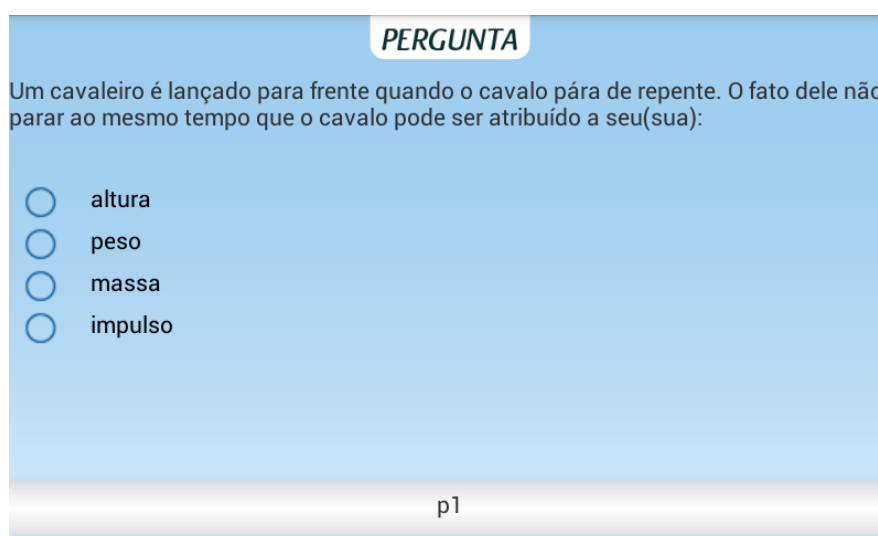 PERGUNTA
Um cavaleiro é lançado para frente quando o cavalo pára de repente. O fato dele não
parar ao mesmo tempo que o cavalo pode ser atribuído a seu(sua):
altura
peso
massa
impulso
p1